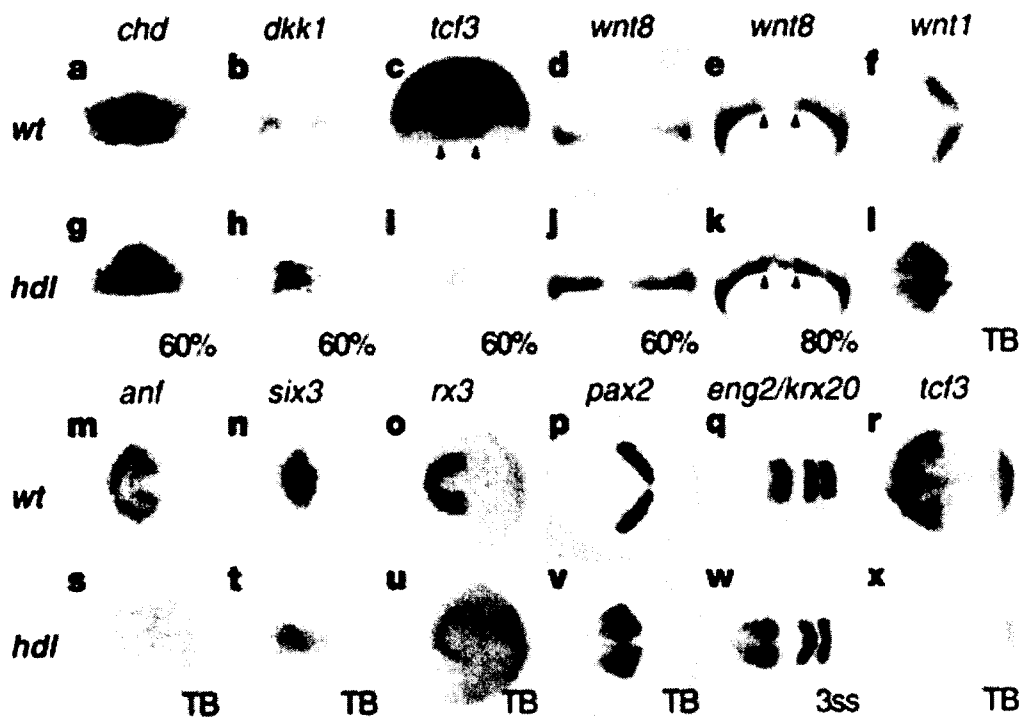 chd dkk1 tcf3 wnt8 wnt8 wnt1
a b c d e f
wt
g h i j k l
hdl
60% 60% 60% 60% 80% TB
anf six3 rx3 pax2 eng2/krx20 tcf3
m n o p q r
wt
s t u v w x
hdl
TB TB TB TB 3ss TB